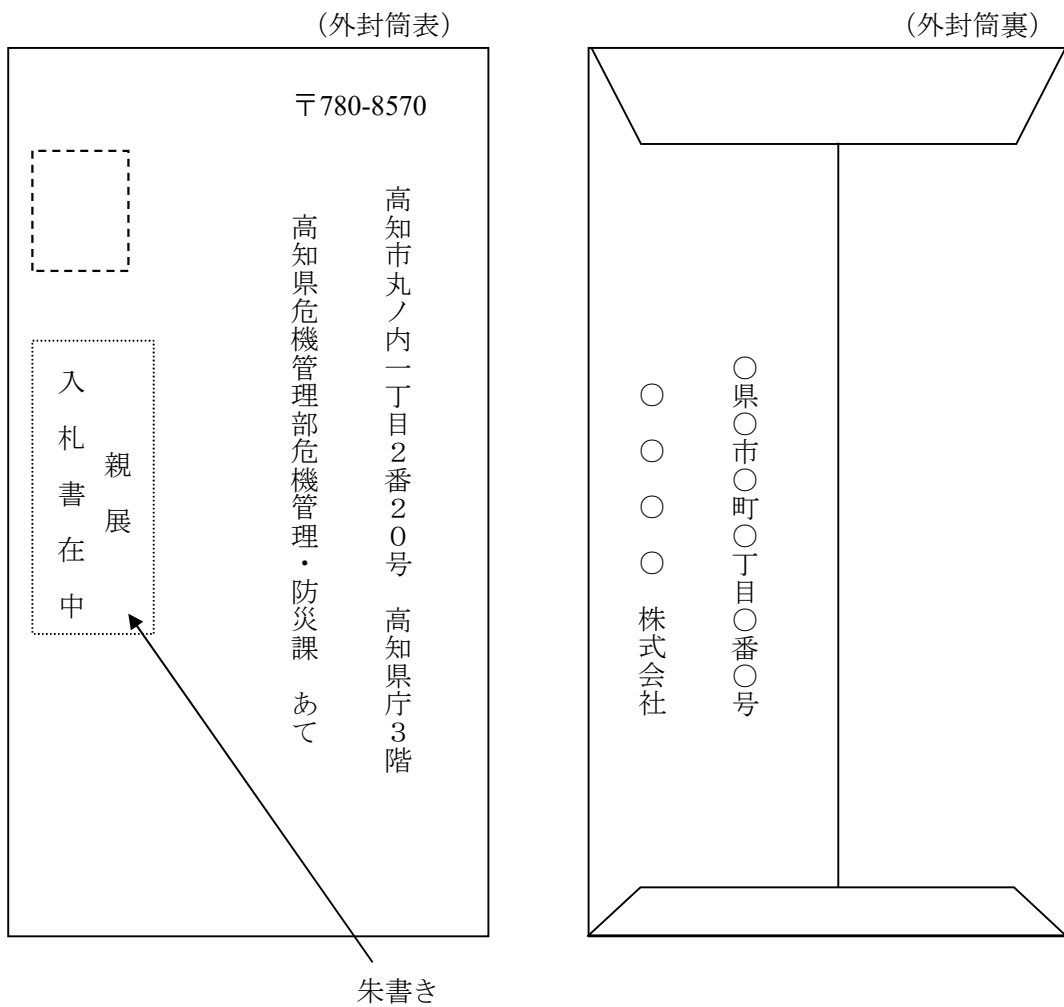 （外封筒表）
〒780-8570
高知市丸ノ内一丁目２番２０号　高知県庁３階
高知県危機管理部危機管理・防災課　あて
親展
入札書在中
朱書き
（外封筒裏）
○県○市○町○丁目○番○号
○○○○株式会社